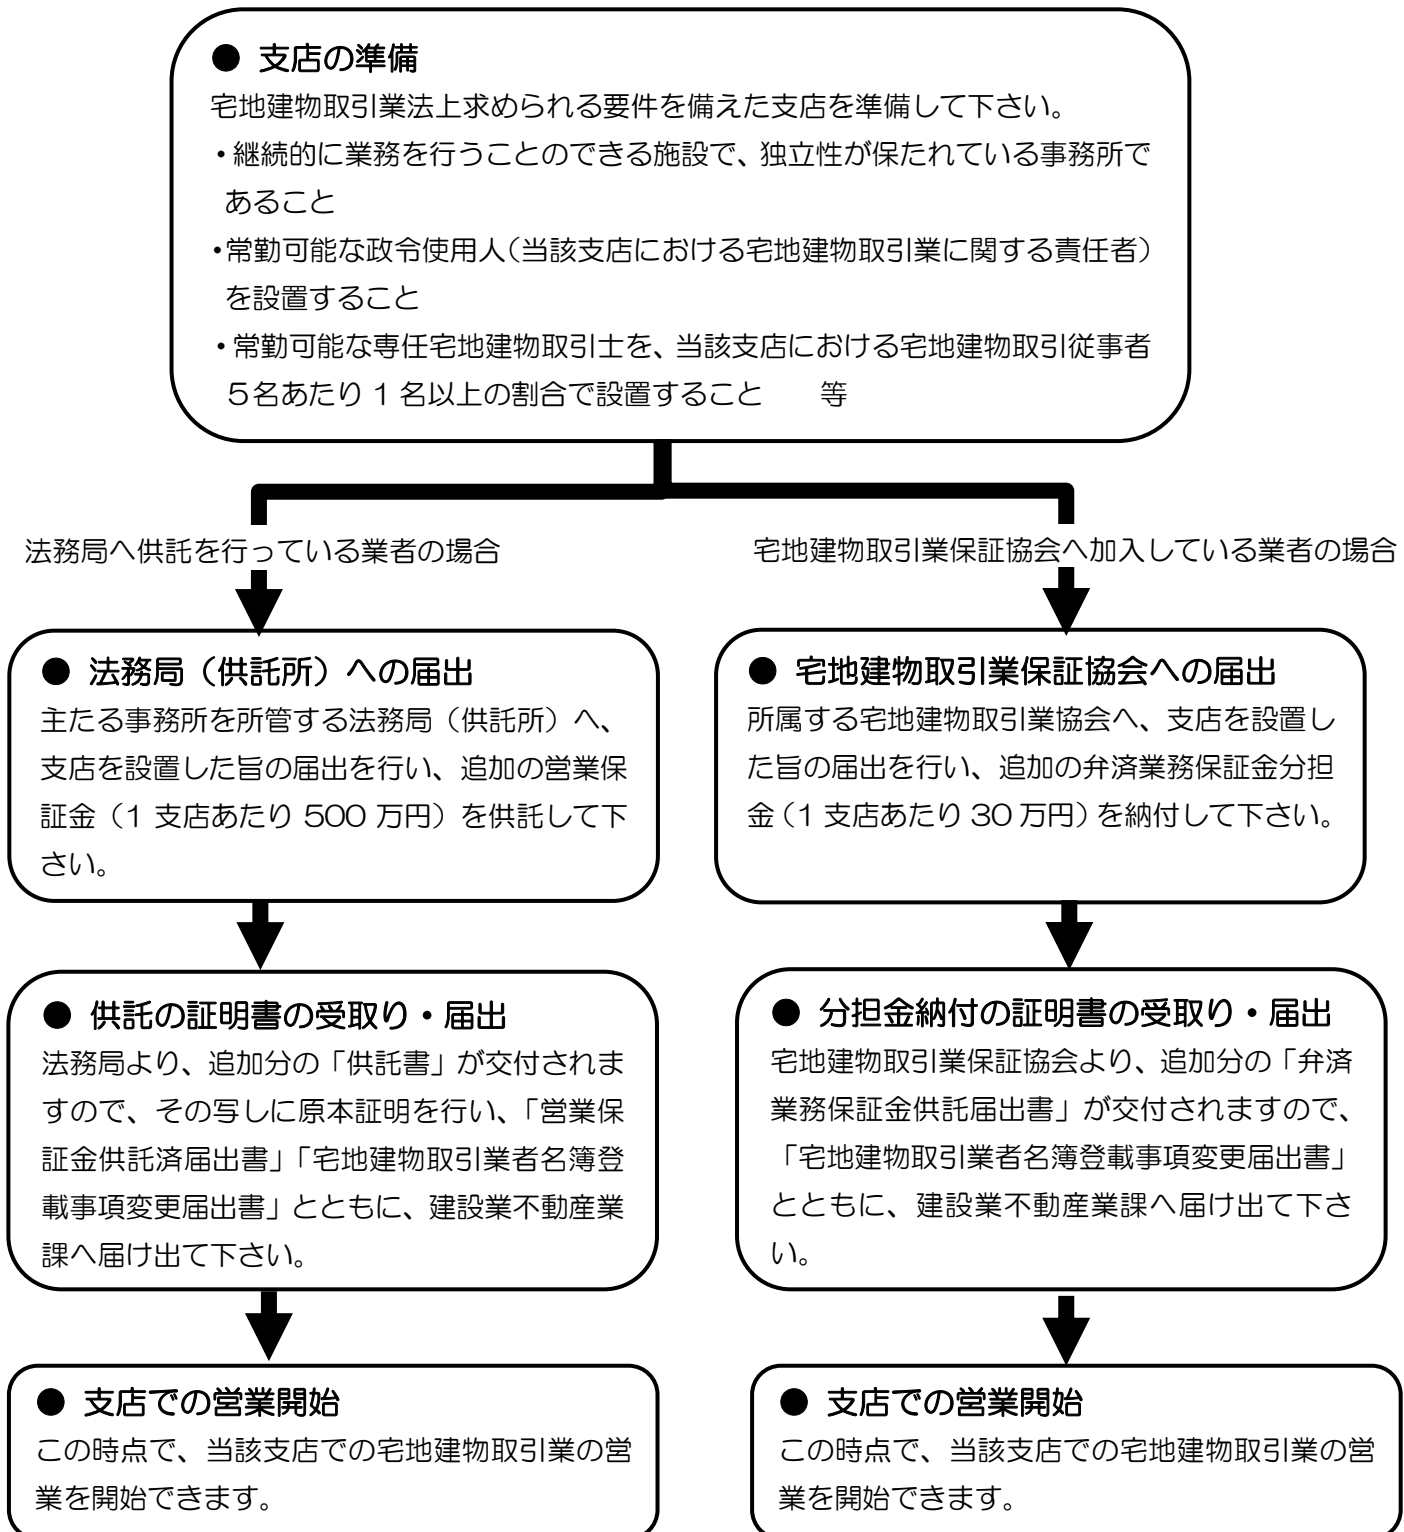 ● 支店の準備
宅地建物取引業法上求められる要件を備えた支店を準備して下さい。
・継続的に業務を行うことのできる施設で、独立性が保たれている事務所で
あること
・常勤可能な政令使用人（当該支店における宅地建物取引業に関する責任者）
を設置すること
・常勤可能な専任宅地建物取引士を、当該支店における宅地建物取引従事者
５名あたり 1 名以上の割合で設置すること　　等
法務局へ供託を行っている業者の場合
宅地建物取引業保証協会へ加入している業者の場合
● 法務局（供託所）への届出
主たる事務所を所管する法務局（供託所）へ、
支店を設置した旨の届出を行い、追加の営業保
証金（1 支店あたり 500 万円）を供託して下
さい。
● 宅地建物取引業保証協会への届出
所属する宅地建物取引業協会へ、支店を設置し
た旨の届出を行い、追加の弁済業務保証金分担
金（1 支店あたり 30 万円）を納付して下さい。
● 供託の証明書の受取り・届出
法務局より、追加分の「供託書」が交付されま
すので、その写しに原本証明を行い、「営業保
証金供託済届出書」「宅地建物取引業者名簿登
載事項変更届出書」とともに、建設業不動産業
課へ届け出て下さい。
● 分担金納付の証明書の受取り・届出
宅地建物取引業保証協会より、追加分の「弁済
業務保証金供託届出書」が交付されますので、
「宅地建物取引業者名簿登載事項変更届出書」
とともに、建設業不動産業課へ届け出て下さ
い。
● 支店での営業開始
この時点で、当該支店での宅地建物取引業の営
業を開始できます。
● 支店での営業開始
この時点で、当該支店での宅地建物取引業の営
業を開始できます。